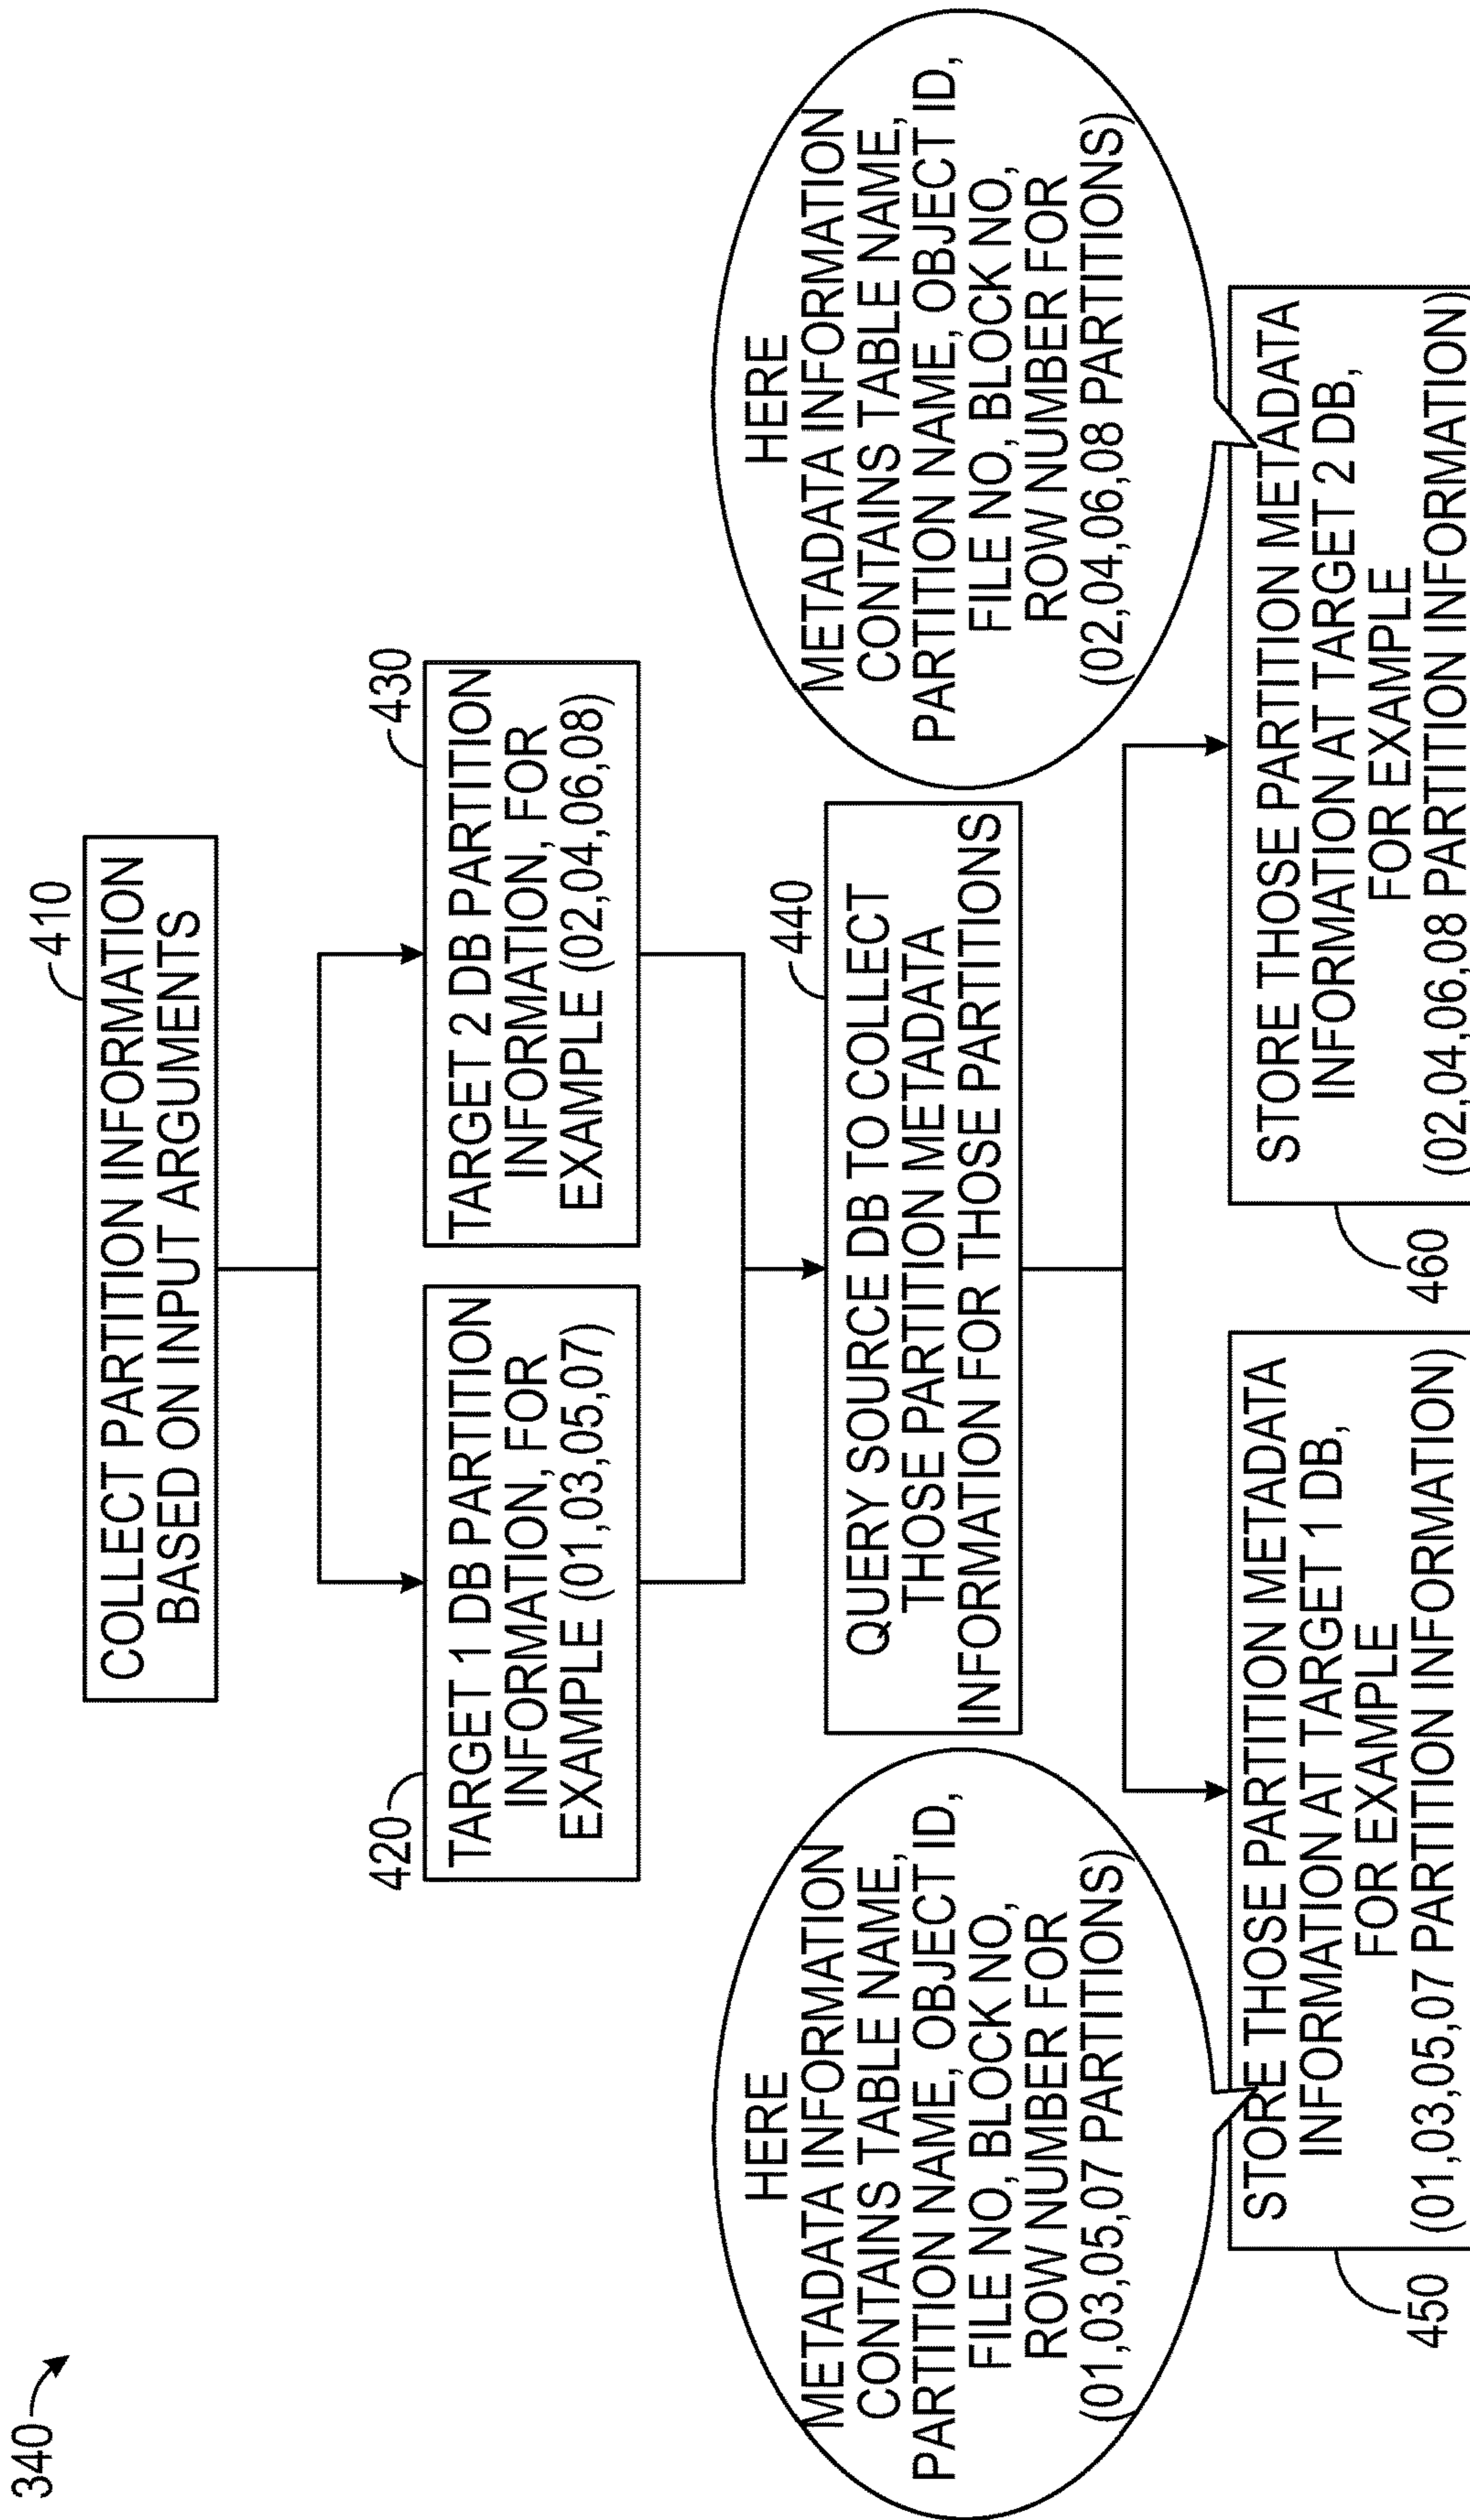 340
410
COLLECT PARTITION INFORMATION
BASED ON INPUT ARGUMENTS
420
TARGET 1 DB PARTITION
INFORMATION, FOR
EXAMPLE (01,03,05,07)
430
TARGET 2 DB PARTITION
INFORMATION, FOR
EXAMPLE (02,04,06,08)
440
QUERY SOURCE DB TO COLLECT
THOSE PARTITION METADATA
INFORMATION FOR THOSE PARTITIONS
HERE
METADATA INFORMATION
CONTAINS TABLE NAME,
PARTITION NAME, OBJECT ID,
FILE NO, BLOCK NO,
ROW NUMBER FOR
(01,03,05,07 PARTITIONS)
HERE
METADATA INFORMATION
CONTAINS TABLE NAME,
PARTITION NAME, OBJECT ID,
FILE NO, BLOCK NO,
ROW NUMBER FOR
(02,04,06,08 PARTITIONS)
450
STORE THOSE PARTITION METADATA
INFORMATION AT TARGET 1 DB,
FOR EXAMPLE
(01,03,05,07 PARTITION INFORMATION)
460
STORE THOSE PARTITION METADATA
INFORMATION AT TARGET 2 DB,
FOR EXAMPLE
(02,04,06,08 PARTITION INFORMATION)